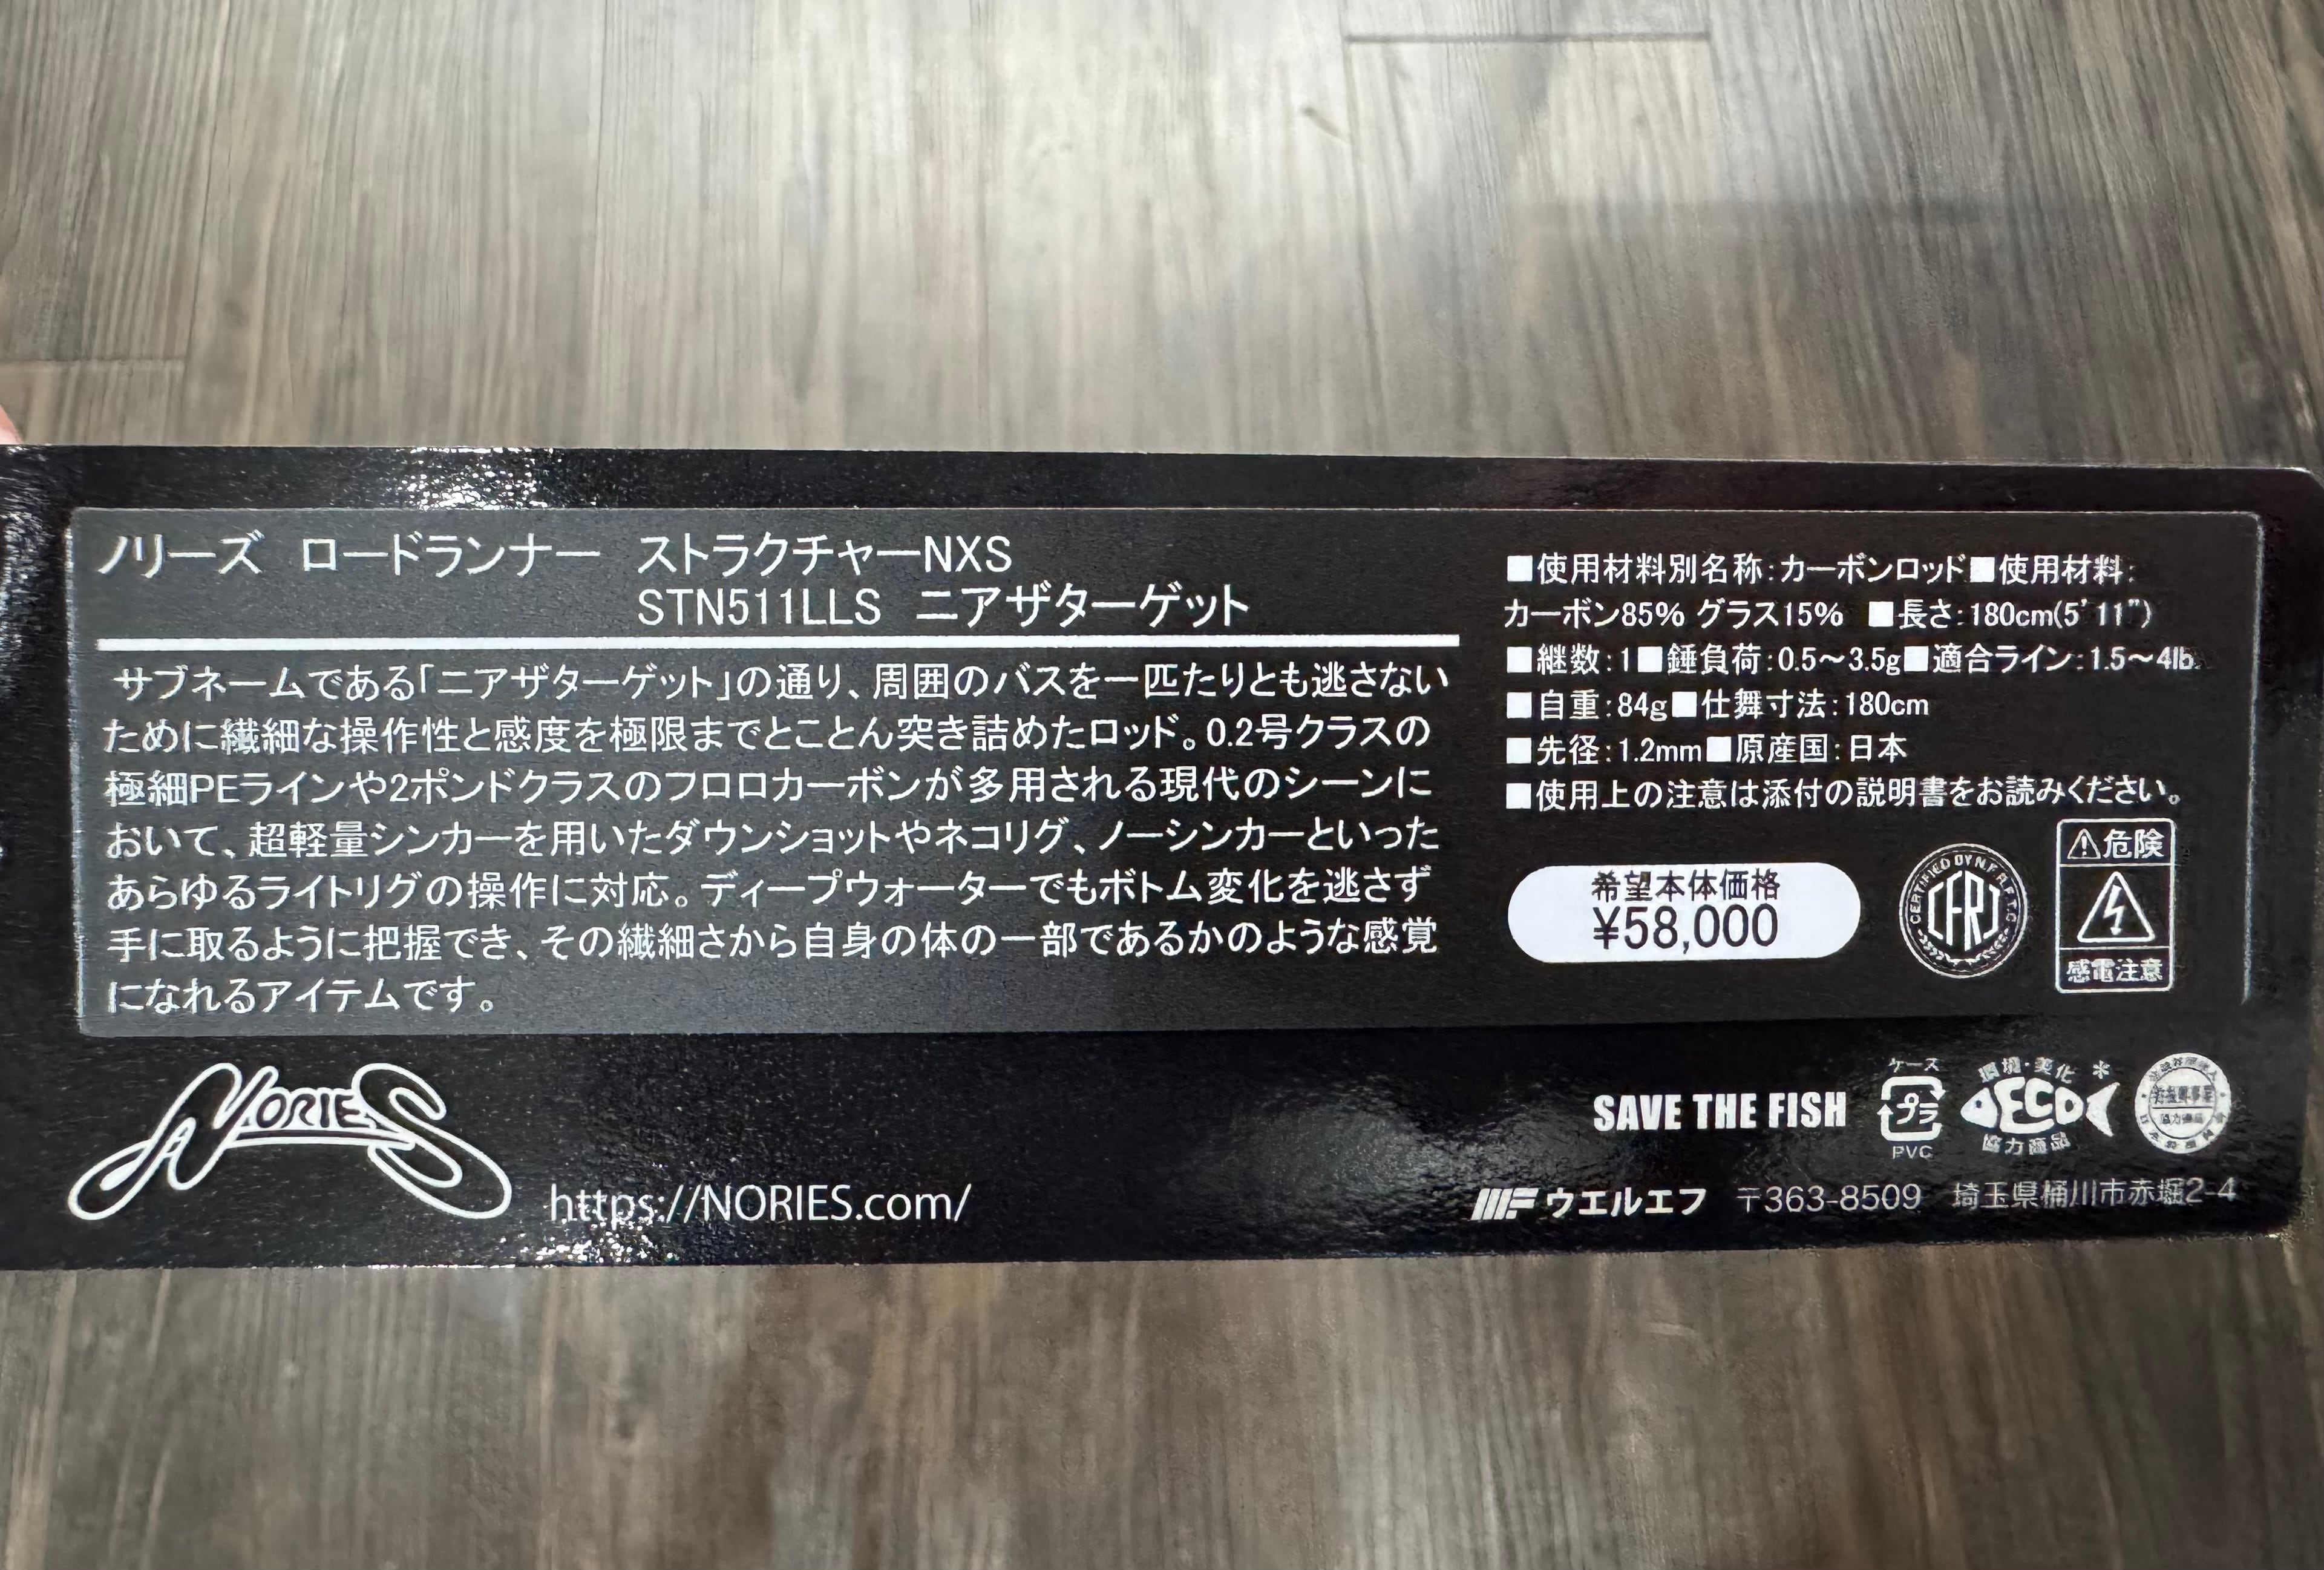 ノリーズ ロードランナー ストラクチャーNXS
STN511LLS ニアザターゲット
サブネームである「ニアザターゲット」の通り、周囲のバスを一匹たりとも逃さない
ために繊細な操作性と感度を極限までとことん突き詰めたロッド。0.2号クラスの
極細PEラインや2ポンドクラスのフロロカーボンが多用される現代のシーンに
おいて、超軽量シンカーを用いたダウンショットやネコリグ、ノーシンカーといった
あらゆるライトリグの操作に対応。ディープウォーターでもボトム変化を逃さず
手に取るように把握でき、その繊細さから自身の体の一部であるかのような感覚
になれるアイテムです。
■使用材料別名称:カーボンロッド■使用材料:
カーボン85% グラス15% ■長さ:180cm(5'11")
■継数:1■錘負荷:0.5〜3.5g■適合ライン:1.5〜4lb.
■自重:84g■仕舞寸法:180cm
■先径:1.2mm■原産国:日本
■使用上の注意は添付の説明書をお読みください。
希望本体価格
¥58,000
CERTIFIED BY N.F.R.F.T.C
CFRJ
⚠危険
感電注意
NORIES
https://NORIES.com/
SAVE THE FISH
ケース
プラ
PVC
環境・美化
ECO
協力商品
ウエルエフ 〒363-8509 埼玉県桶川市赤堀2-4